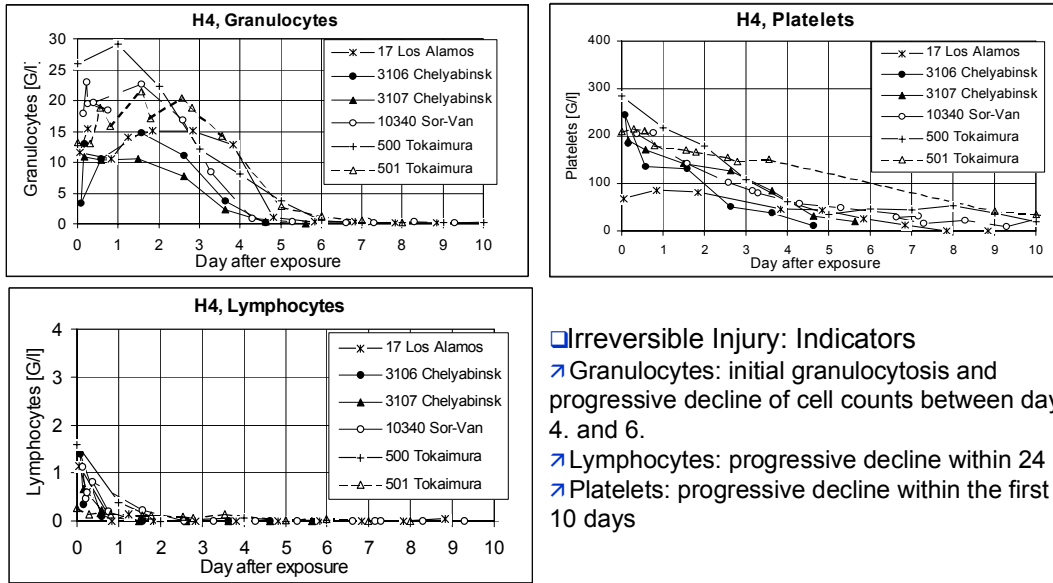 H4, Granulocytes
Granulocytes [G/l]
30
25
20
15
10
5
0
0 1 2 3 4 5 6 7 8 9 10
Day after exposure
17 Los Alamos
3106 Chelyabinsk
3107 Chelyabinsk
10340 Sor-Van
500 Tokaimura
501 Tokaimura
H4, Platelets
Platelets [G/l]
400
300
200
100
0
0 1 2 3 4 5 6 7 8 9 10
Day after exposure
17 Los Alamos
3106 Chelyabinsk
3107 Chelyabinsk
10340 Sor-Van
500 Tokaimura
501 Tokaimura
H4, Lymphocytes
Lymphocytes [G/l]
4
3
2
1
0
0 1 2 3 4 5 6 7 8 9 10
Day after exposure
17 Los Alamos
3106 Chelyabinsk
3107 Chelyabinsk
10340 Sor-Van
500 Tokaimura
501 Tokaimura
❑Irreversible Injury: Indicators
↗Granulocytes: initial granulocytosis and
progressive decline of cell counts between day
4. and 6.
↗Lymphocytes: progressive decline within 24
↗Platelets: progressive decline within the first
10 days